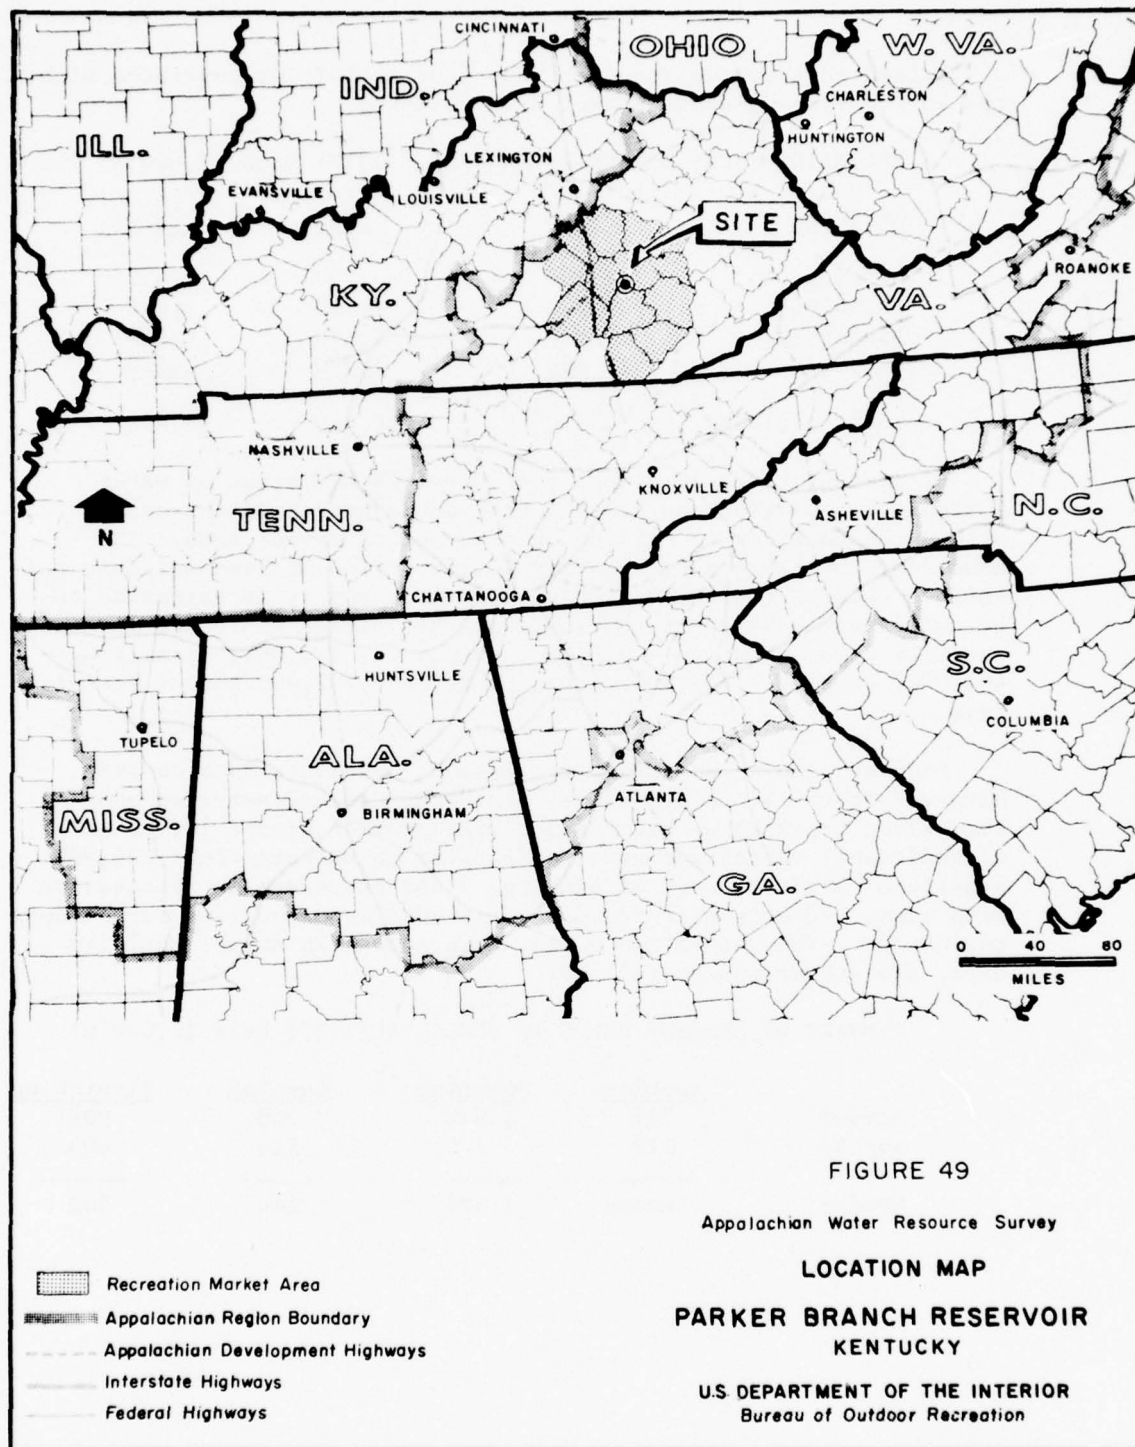 CINCINNATI
OHIO
W. VA.
IND.
CHARLESTON
HUNTINGTON
ILL.
LEXINGTON
EVANSVILLE
LOUISVILLE
SITE
ROANOKE
KY.
VA.
NASHVILLE
KNOXVILLE
N
TENN.
ASHEVILLE
N.C.
CHATTANOOGA
HUNTSVILLE
S.C.
COLUMBIA
TUPELO
ALA.
ATLANTA
MISS.
BIRMINGHAM
GA.
0 40 80
MILES
FIGURE 49
Appalachian Water Resource Survey
LOCATION MAP
PARKER BRANCH RESERVOIR
KENTUCKY
U.S. DEPARTMENT OF THE INTERIOR
Bureau of Outdoor Recreation
Recreation Market Area
Appalachian Region Boundary
Appalachian Development Highways
Interstate Highways
Federal Highways